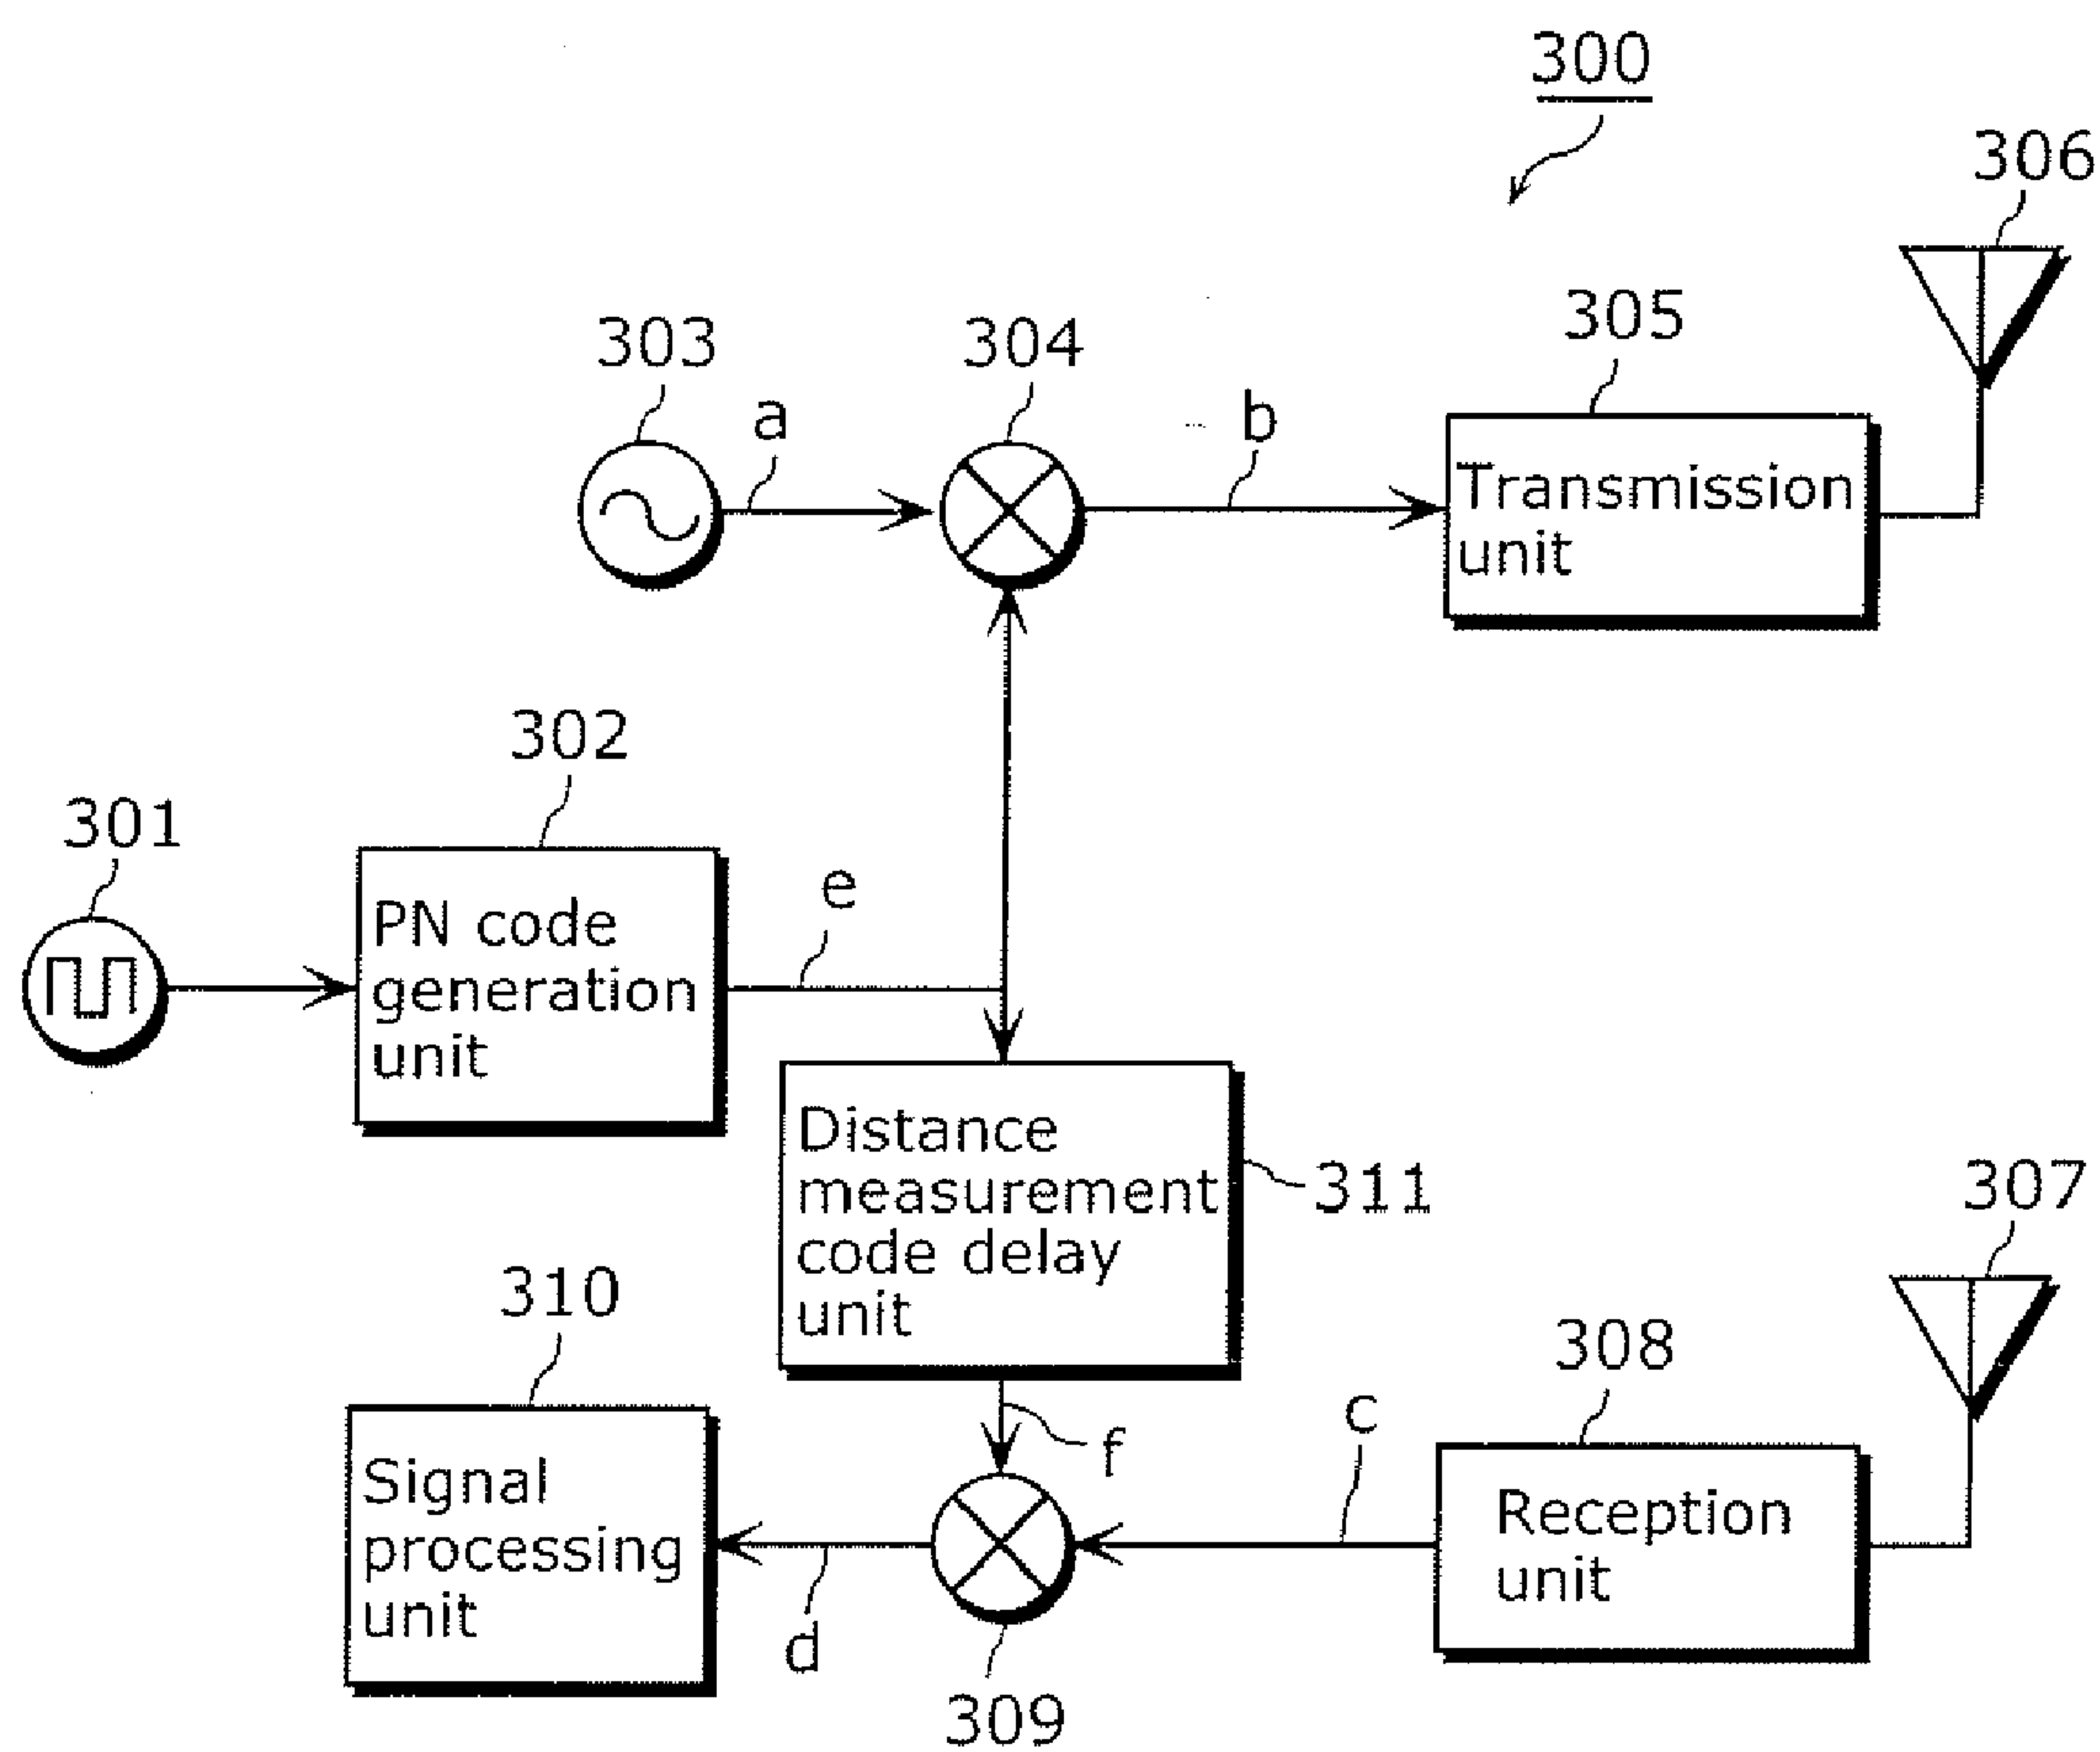 300
306
305
303
304
a
b
Transmission
unit
302
301
e
PN code
generation
unit
Distance
measurement
code delay
unit
311
307
310
308
f
c
Signal
processing
unit
Reception
unit
d
309